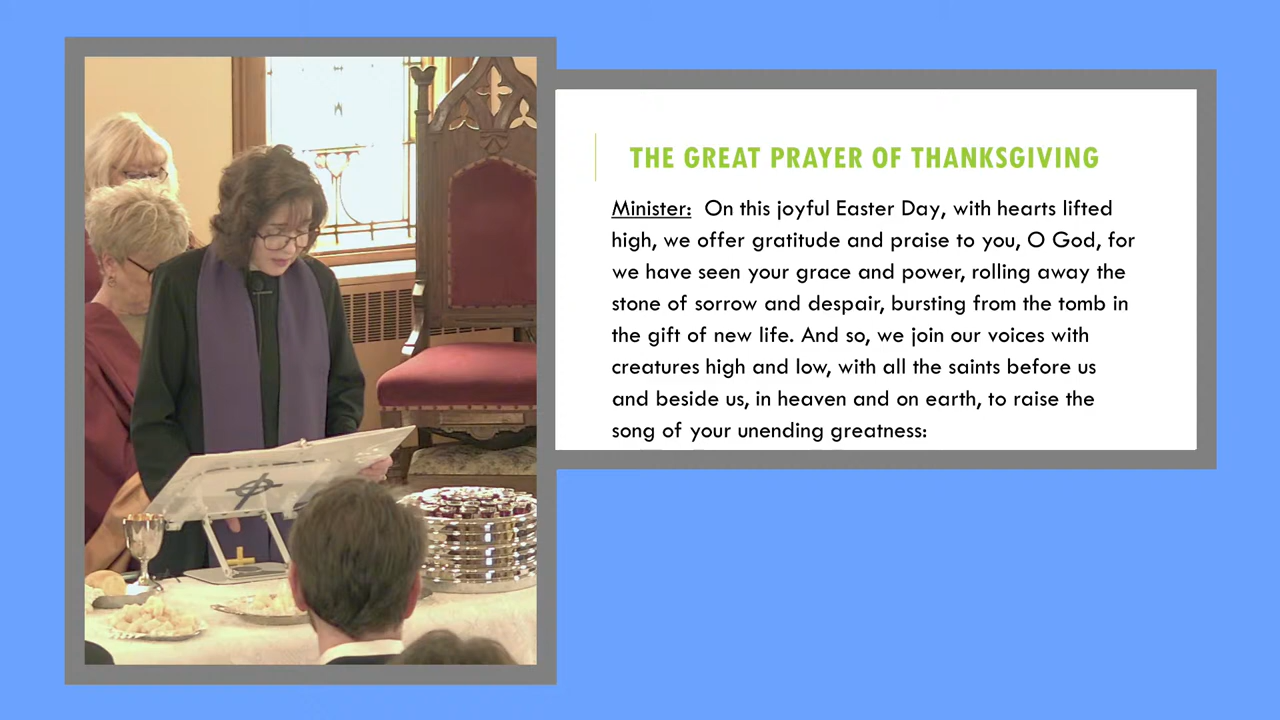 THE GREAT PRAYER OF THANKSGIVING
Minister: On this joyful Easter Day, with hearts lifted
high, we offer gratitude and praise to you, O God, for
we have seen your grace and power, rolling away the
stone of sorrow and despair, bursting from the tomb in
the gift of new life. And so, we join our voices with
creatures high and low, with all the saints before us
and beside us, in heaven and on earth, to raise the
song of your unending greatness: